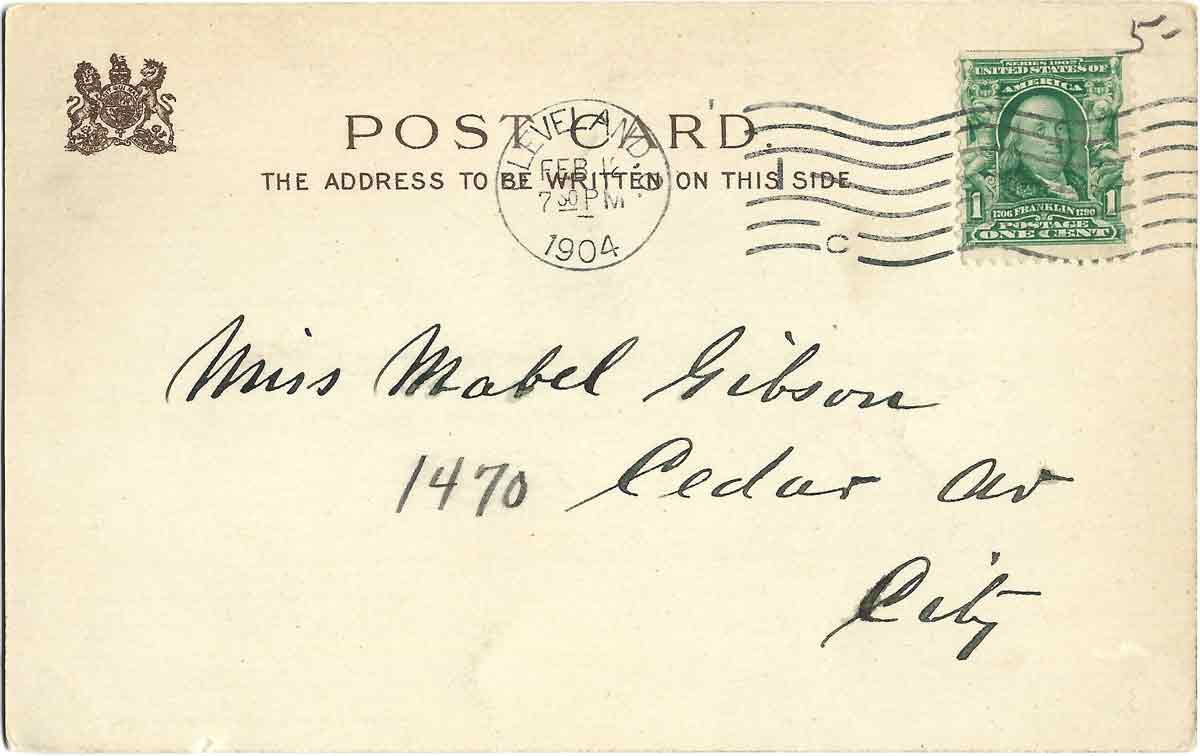 5-
SERIES 1902
UNITED STATES OF
AMERICA
POST CARD.
THE ADDRESS TO BE WRITTEN ON THIS SIDE.
CLEVELAND, O.
FEB 12
7 30 PM
1904
1
C
1 1
1706 FRANKLIN 1790
POSTAGE
ONE CENT
Miss Mabel Gibson
1470 Cedar Av
City